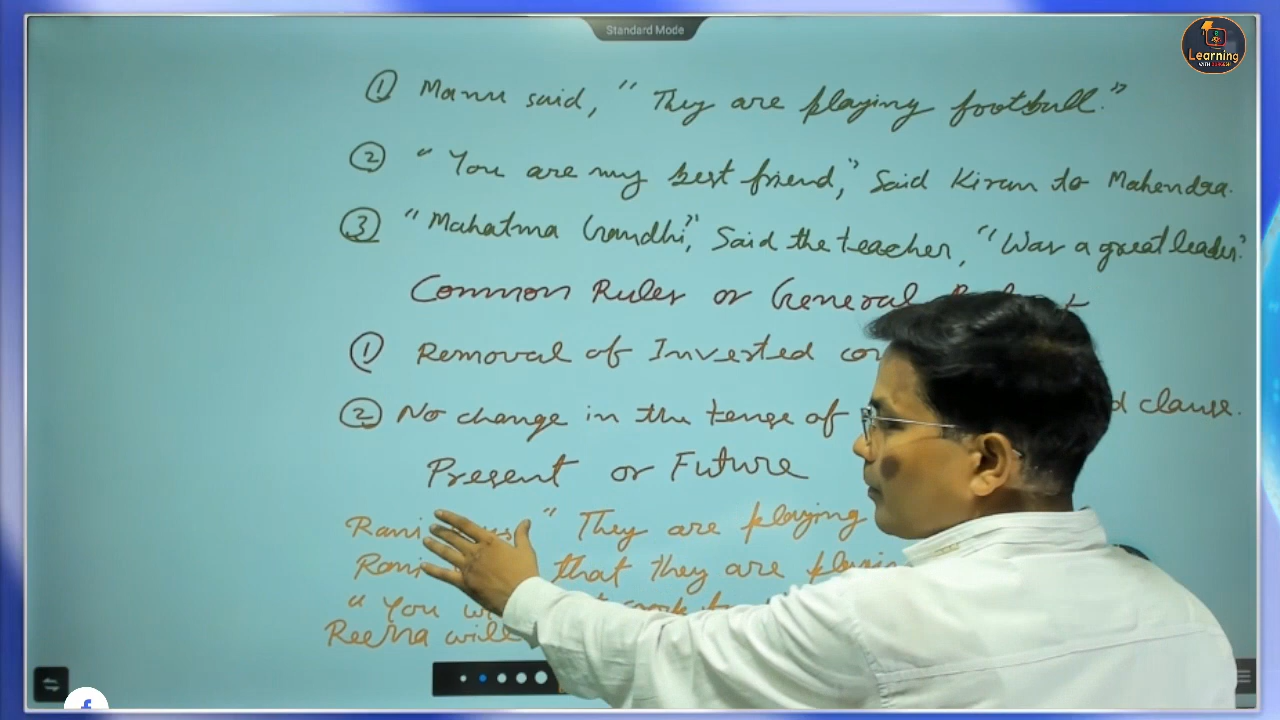 Standard Mode
Learning
① Manu said, "They are playing football."
② "You are my best friend," Said Kiran to Mahendra.
③ "Mahatma Gandhi", Said the teacher, "Was a great leader."
Common Rules or General
① Removal of Invested
② No change in the tense of clause.
Present or Future
Rani " They are playing
Rani that they are
" You
Reena will